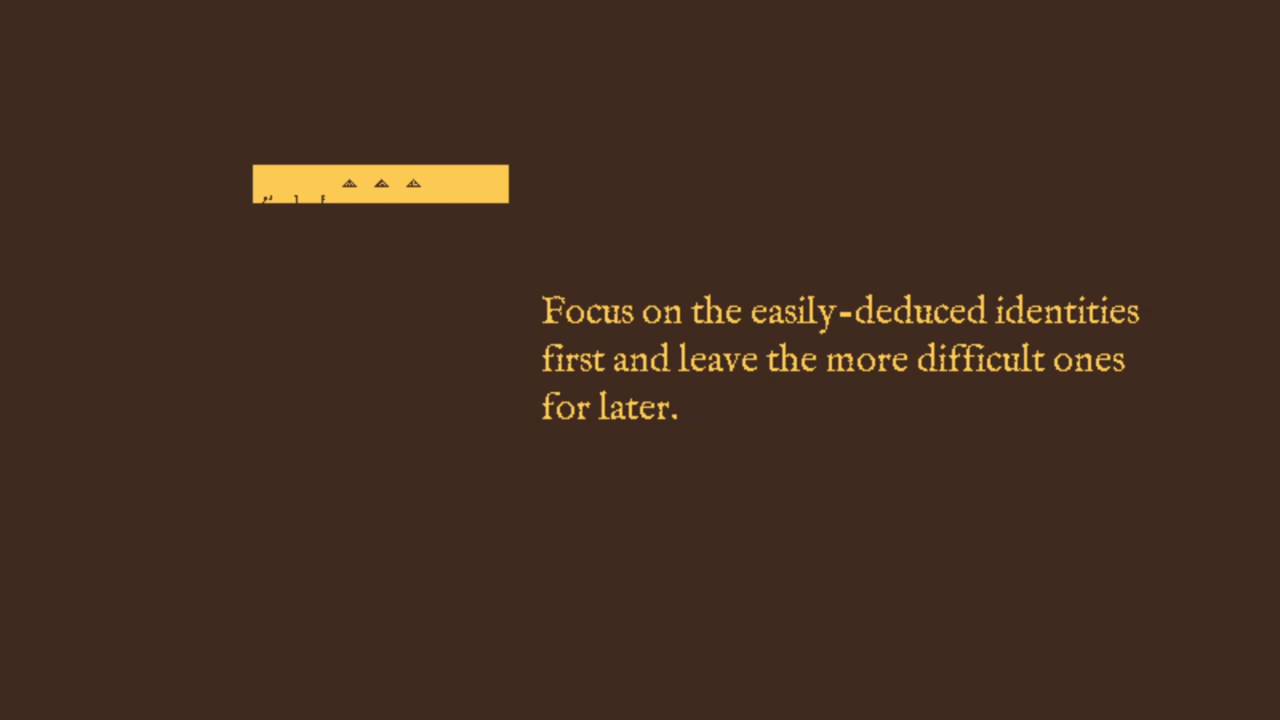 Focus on the easily-deduced identities
first and leave the more difficult ones
for later.